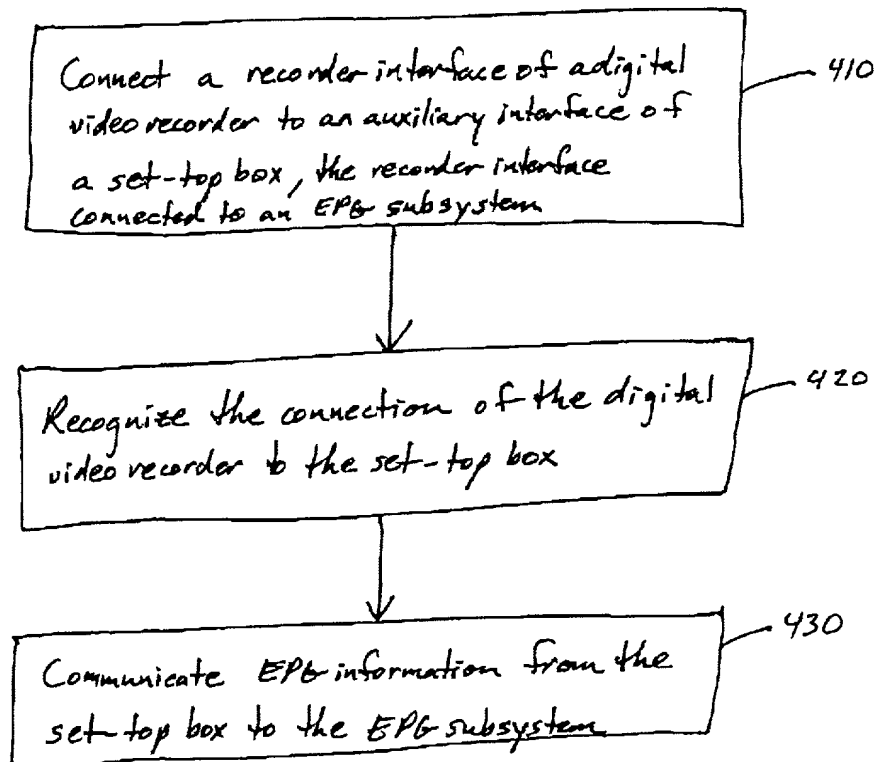 Connect a recorder interface of a digital
video recorder to an auxiliary interface of
a set-top box, the recorder interface
connected to an EPG subsystem
410
Recognize the connection of the digital
video recorder to the set-top box
420
Communicate EPG information from the
set-top box to the EPG subsystem
430